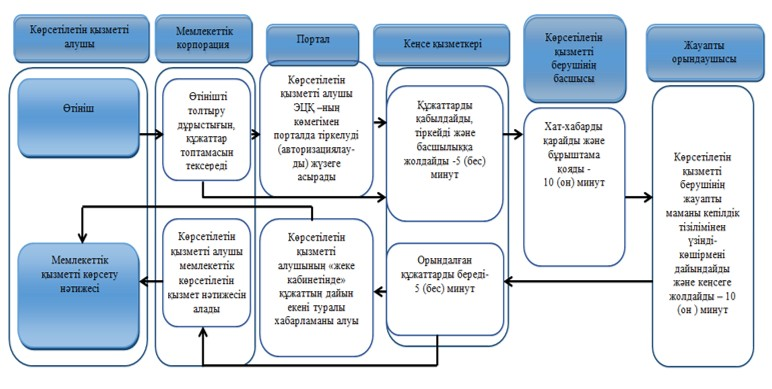 Көрсетілетін қызметті
алушы
Мемлекеттік
корпорация
Портал
Кеңсе қызметкері
Көрсетілетін
қызметті
берушінің
басшысы
Жауапты
орындаушысы
Өтініш
Өтінішті
толтыру
дұрыстығын,
құжаттар
топтамасын
тексереді
Көрсетілетін
қызметті алушы
ЭЦҚ –ның
көмегімен
порталда тіркелуді
(авторизациялау-
ды) жүзеге
асырады
Құжаттарды
қабылдайды,
тіркейді және
басшылыққа
жолдайды -5 (бес)
минут
Хат-хабарды
қарайды және
бұрыштама
қояды -
10 (он) минут
Көрсетілетін
қызметті
берушінің
жауапты
маманы кепілдік
тізілімінен
үзінді-
көшірмені
дайындайды
және кеңсеге
жолдайды – 10
(он ) минут
Мемлекеттік
қызметті көрсету
нәтижесі
Көрсетілетін
қызметті алушы
мемлекеттік
көрсетілетін
қызмет нәтижесін
алады
Көрсетілетін
қызметті
алушының «жеке
кабинетінде»
құжаттың дайын
екені туралы
хабарламаны алуы
Орындалған
құжаттарды береді-
5 (бес) минут